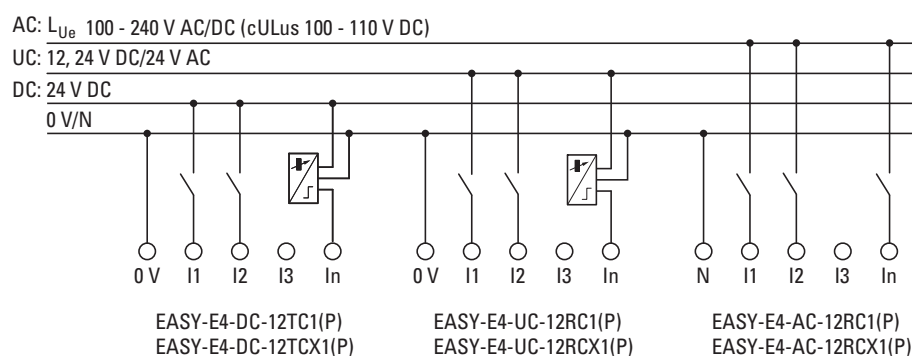 AC: LUe 100 - 240 V AC/DC (cULus 100 - 110 V DC)
UC: 12, 24 V DC/24 V AC
DC: 24 V DC
0 V/N
0 V I1 I2 I3 In 0 V I1 I2 I3 In N I1 I2 I3 In
EASY-E4-DC-12TC1(P) EASY-E4-UC-12RC1(P) EASY-E4-AC-12RC1(P)
EASY-E4-DC-12TCX1(P) EASY-E4-UC-12RCX1(P) EASY-E4-AC-12RCX1(P)